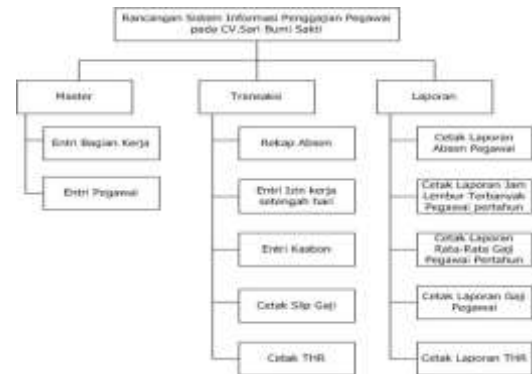 Rancangan Sistem Informasi Penggajian Pegawai
pada CV.Sari Bumi Sakti
Master
Transaksi
Laporan
Entri Bagian Kerja
Entri Pegawai
Rekap Absen
Entri Izin kerja
setengah hari
Entri Kasbon
Cetak Slip Gaji
Cetak THR
Cetak Laporan
Absen Pegawai
Cetak Laporan Jam
Lembur Terbanyak
Pegawai pertahun
Cetak Laporan
Rata-Rata Gaji
Pegawai Pertahun
Cetak Laporan Gaji
Pegawai
Cetak Laporan THR